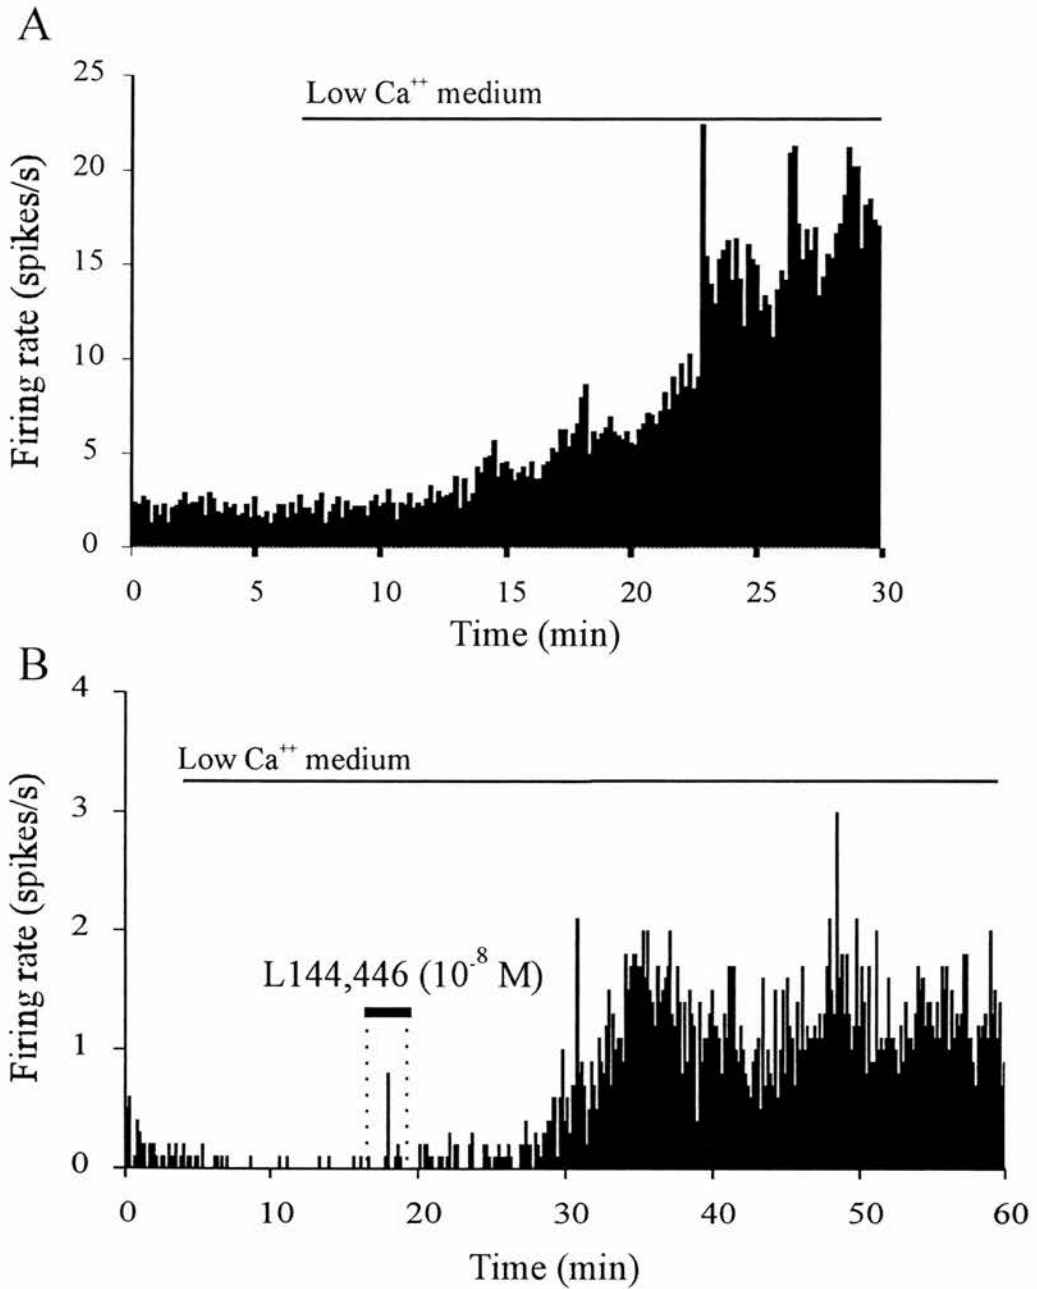 A
25
Low Ca⁺⁺ medium
20
15
10
5
0
Firing rate (spikes/s)
0 5 10 15 20 25 30
Time (min)
B
4
Low Ca⁺⁺ medium
3
2
L144,446 (10⁻⁸ M)
1
0
Firing rate (spikes/s)
0 10 20 30 40 50 60
Time (min)